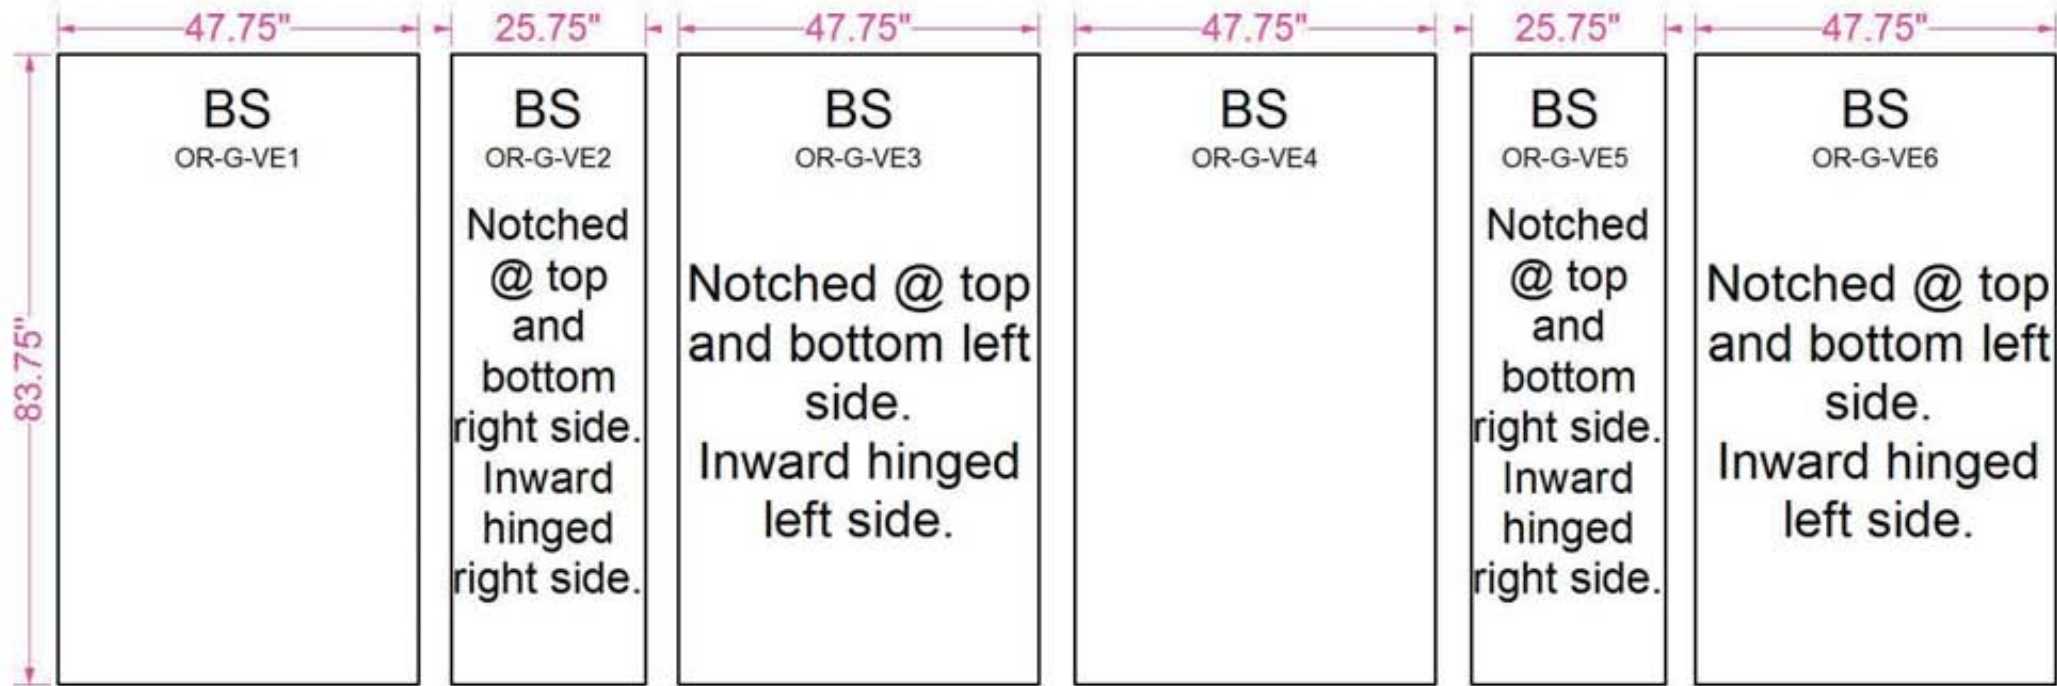 47.75"
25.75"
47.75"
47.75"
25.75"
47.75"
83.75"
BS
OR-G-VE1
BS
OR-G-VE2
Notched
@ top
and
bottom
right side.
Inward
hinged
right side.
BS
OR-G-VE3
Notched @ top
and bottom left
side.
Inward hinged
left side.
BS
OR-G-VE4
BS
OR-G-VE5
Notched
@ top
and
bottom
right side.
Inward
hinged
right side.
BS
OR-G-VE6
Notched @ top
and bottom left
side.
Inward hinged
left side.